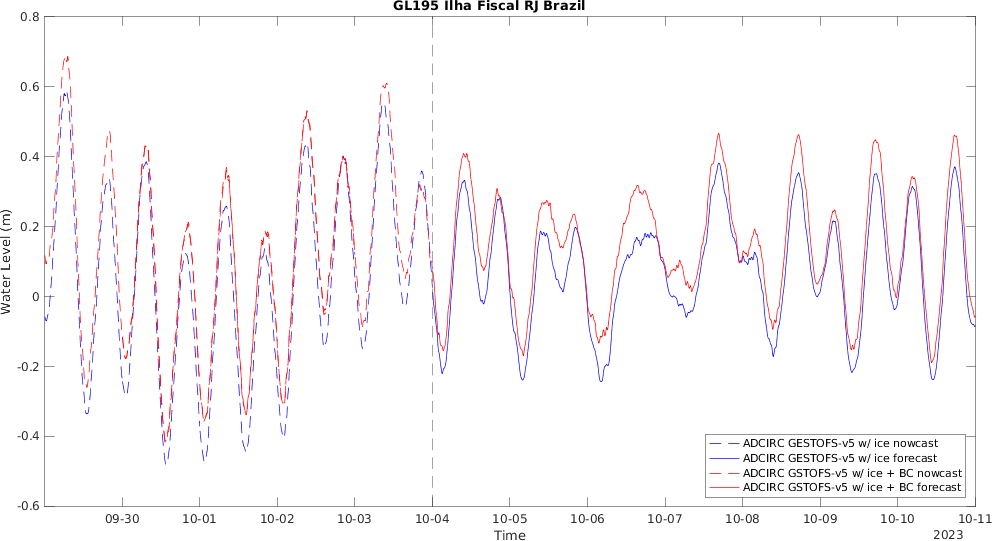 GL195 Ilha Fiscal RJ Brazil
Water Level (m)
0.8
0.6
0.4
0.2
0
-0.2
-0.4
-0.6
ADCIRC GESTOFS-v5 w/ ice nowcast
ADCIRC GESTOFS-v5 w/ ice forecast
ADCIRC GSTOFS-v5 w/ ice + BC nowcast
ADCIRC GSTOFS-v5 w/ ice + BC forecast
09-30 10-01 10-02 10-03 10-04 10-05 10-06 10-07 10-08 10-09 10-10 10-11
Time
2023